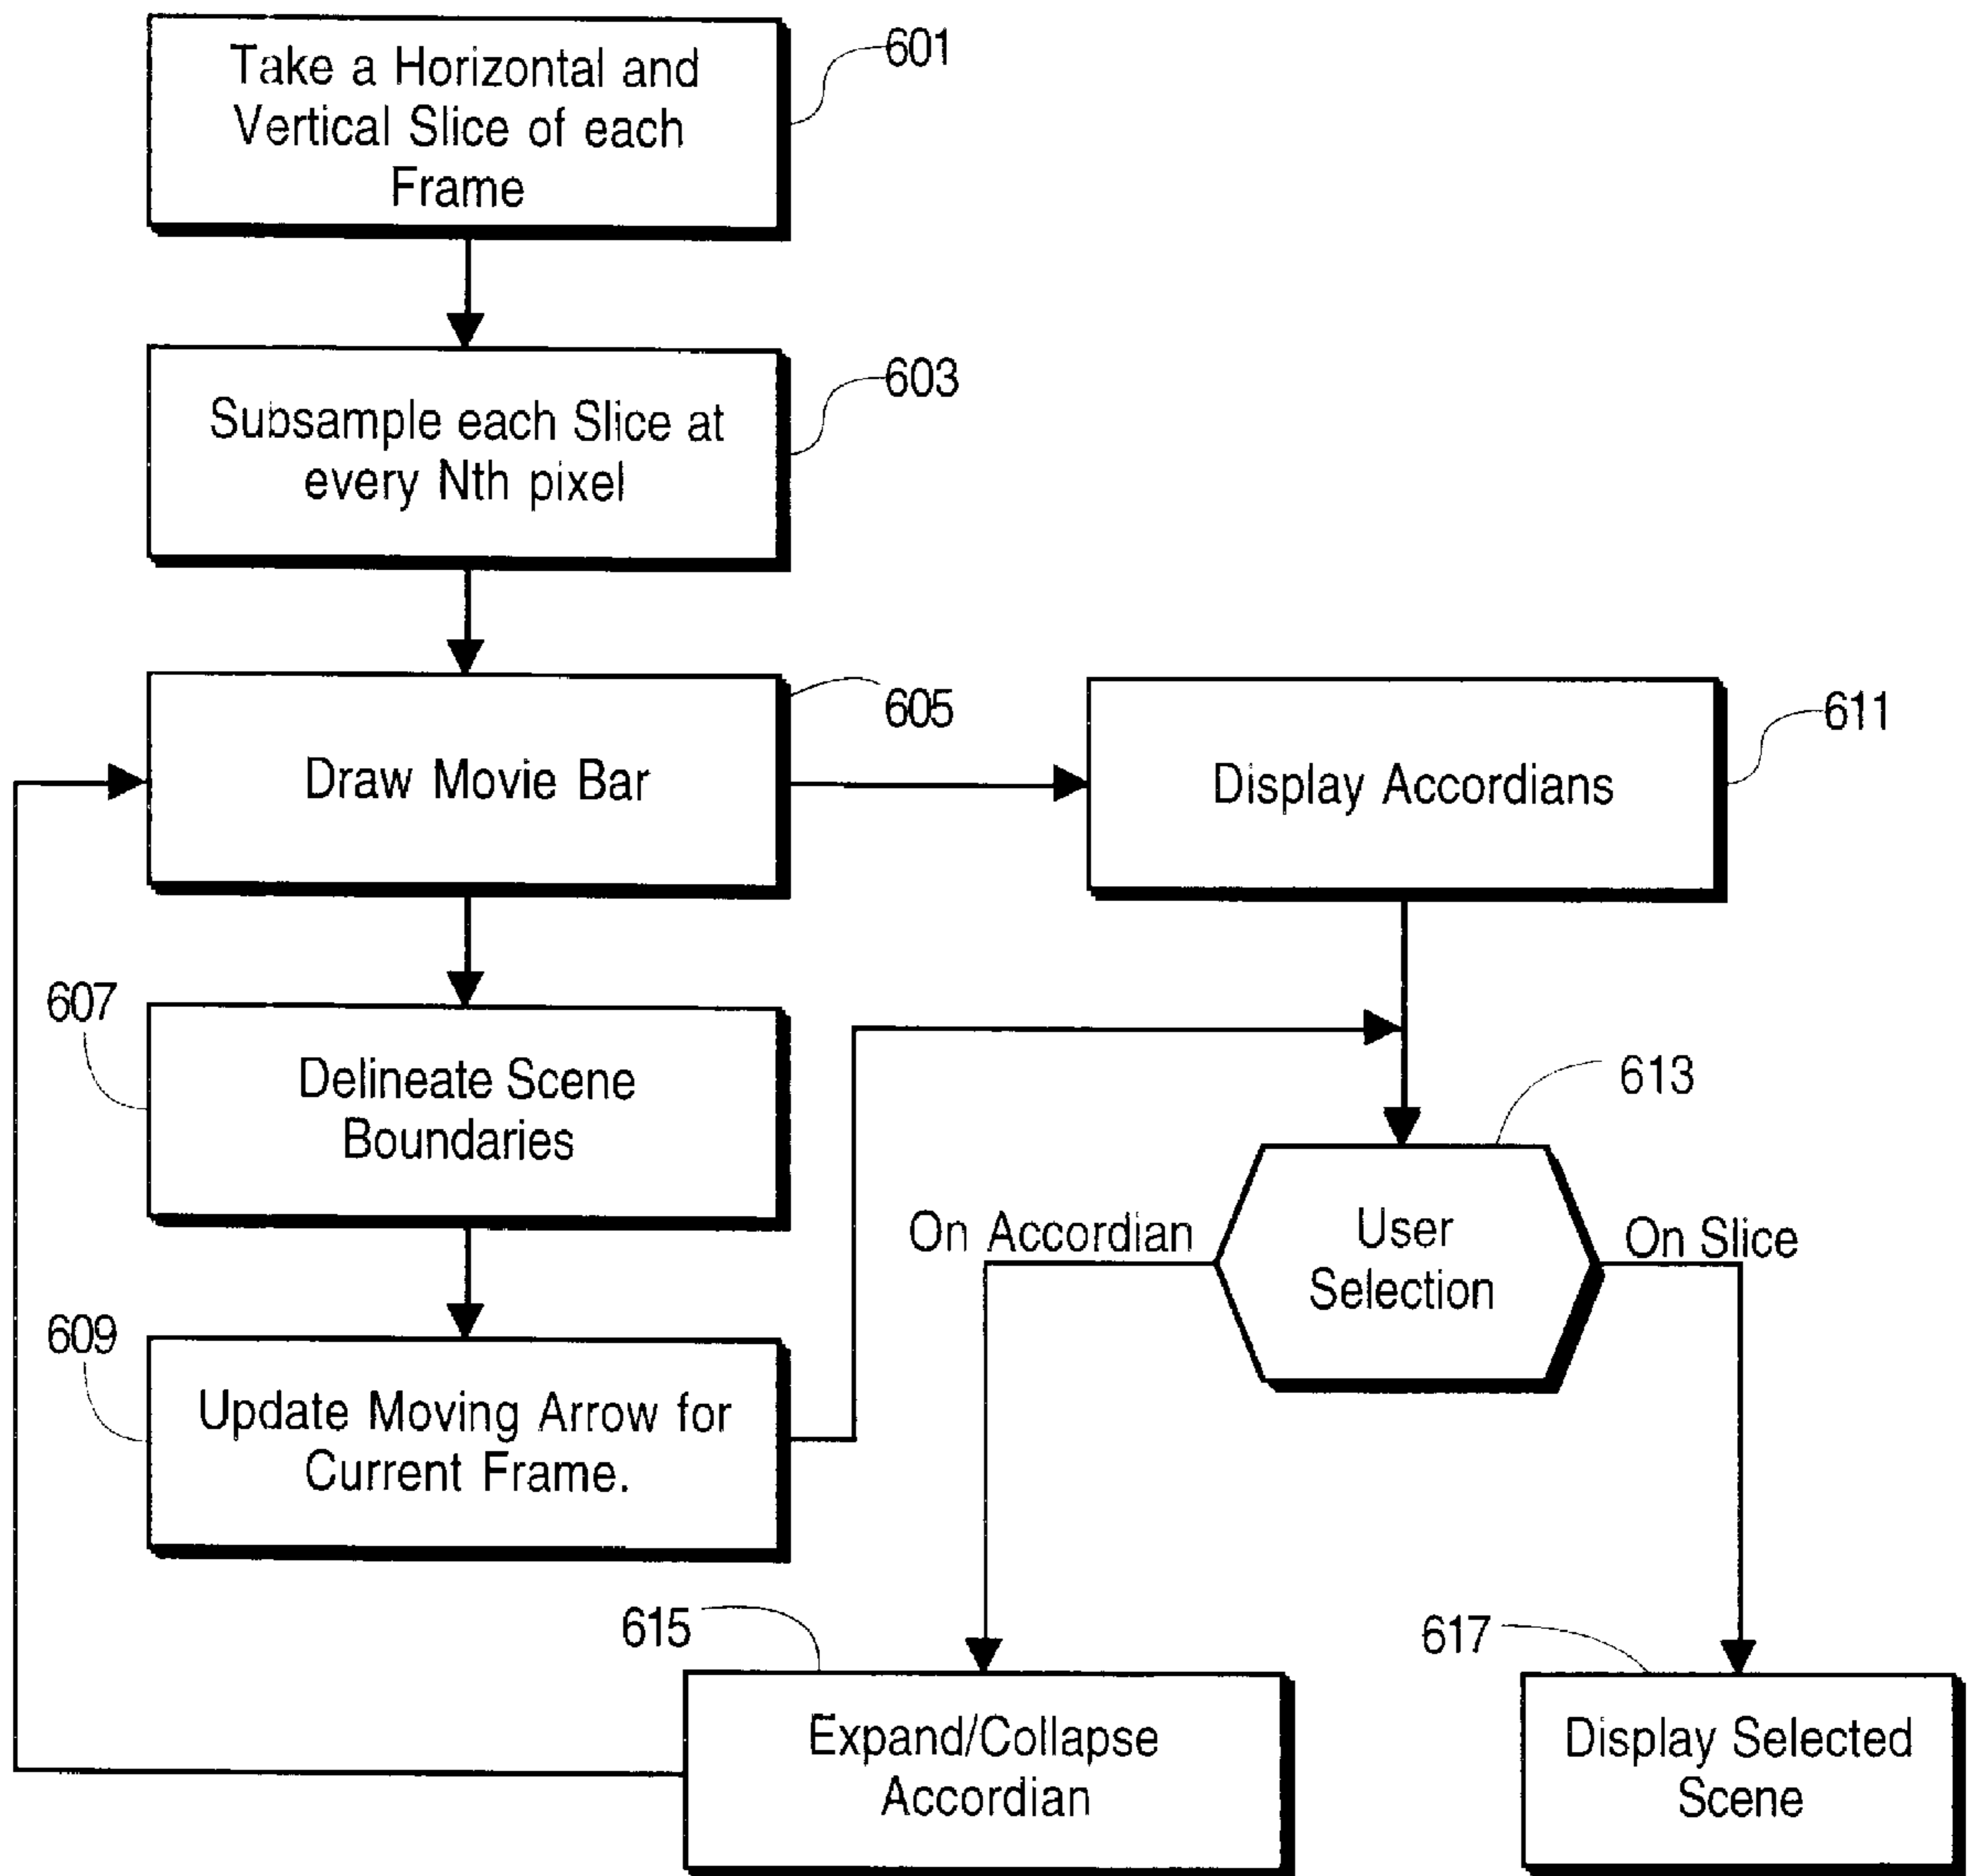 Take a Horizontal and
Vertical Slice of each
Frame
601
Subsample each Slice at
every Nth pixel
603
Draw Movie Bar
605
Display Accordians
611
607
Delineate Scene
Boundaries
613
User
Selection
On Accordian
On Slice
609
Update Moving Arrow for
Current Frame.
615
Expand/Collapse
Accordian
617
Display Selected
Scene